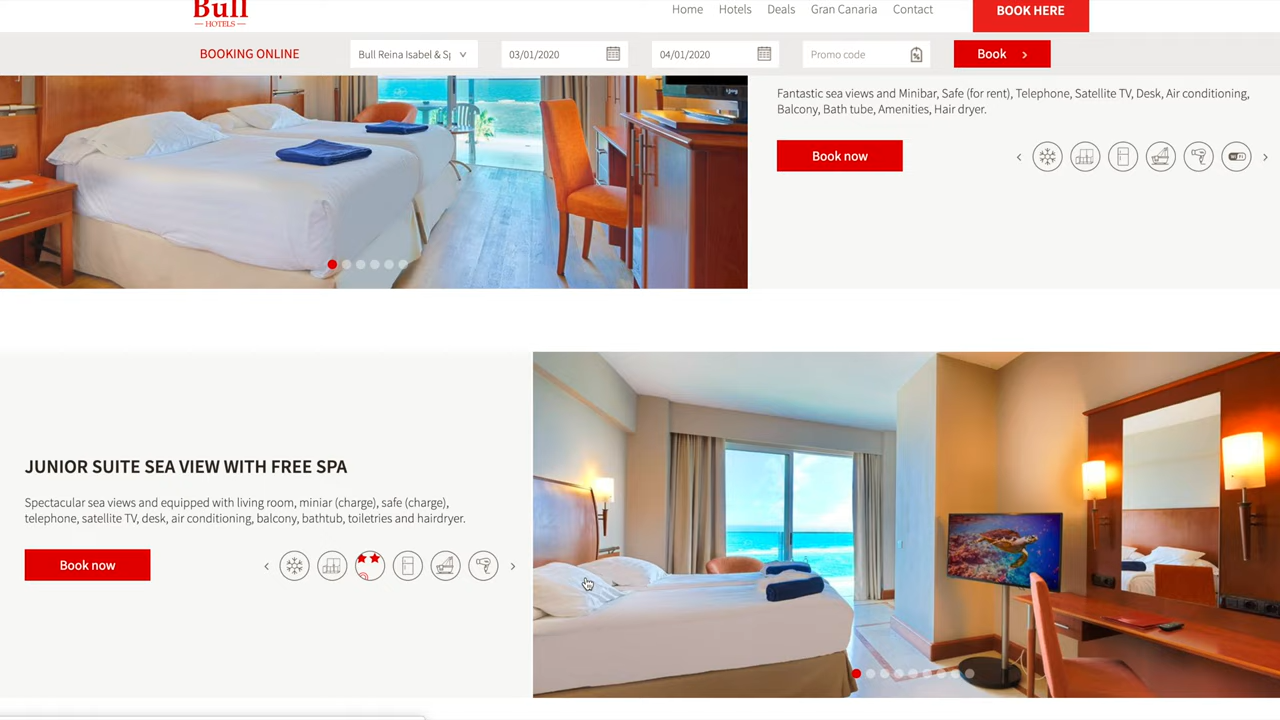 Bull
HOTELS
Home Hotels Deals Gran Canaria Contact
BOOK HERE
BOOKING ONLINE
Bull Reina Isabel & Sp
03/01/2020
04/01/2020
Promo code
Book
Fantastic sea views and Minibar, Safe (for rent), Telephone, Satellite TV, Desk, Air conditioning,
Balcony, Bath tube, Amenities, Hair dryer.
Book now
JUNIOR SUITE SEA VIEW WITH FREE SPA
Spectacular sea views and equipped with living room, miniar (charge), safe (charge),
telephone, satellite TV, desk, air conditioning, balcony, bathtub, toiletries and hairdryer.
Book now